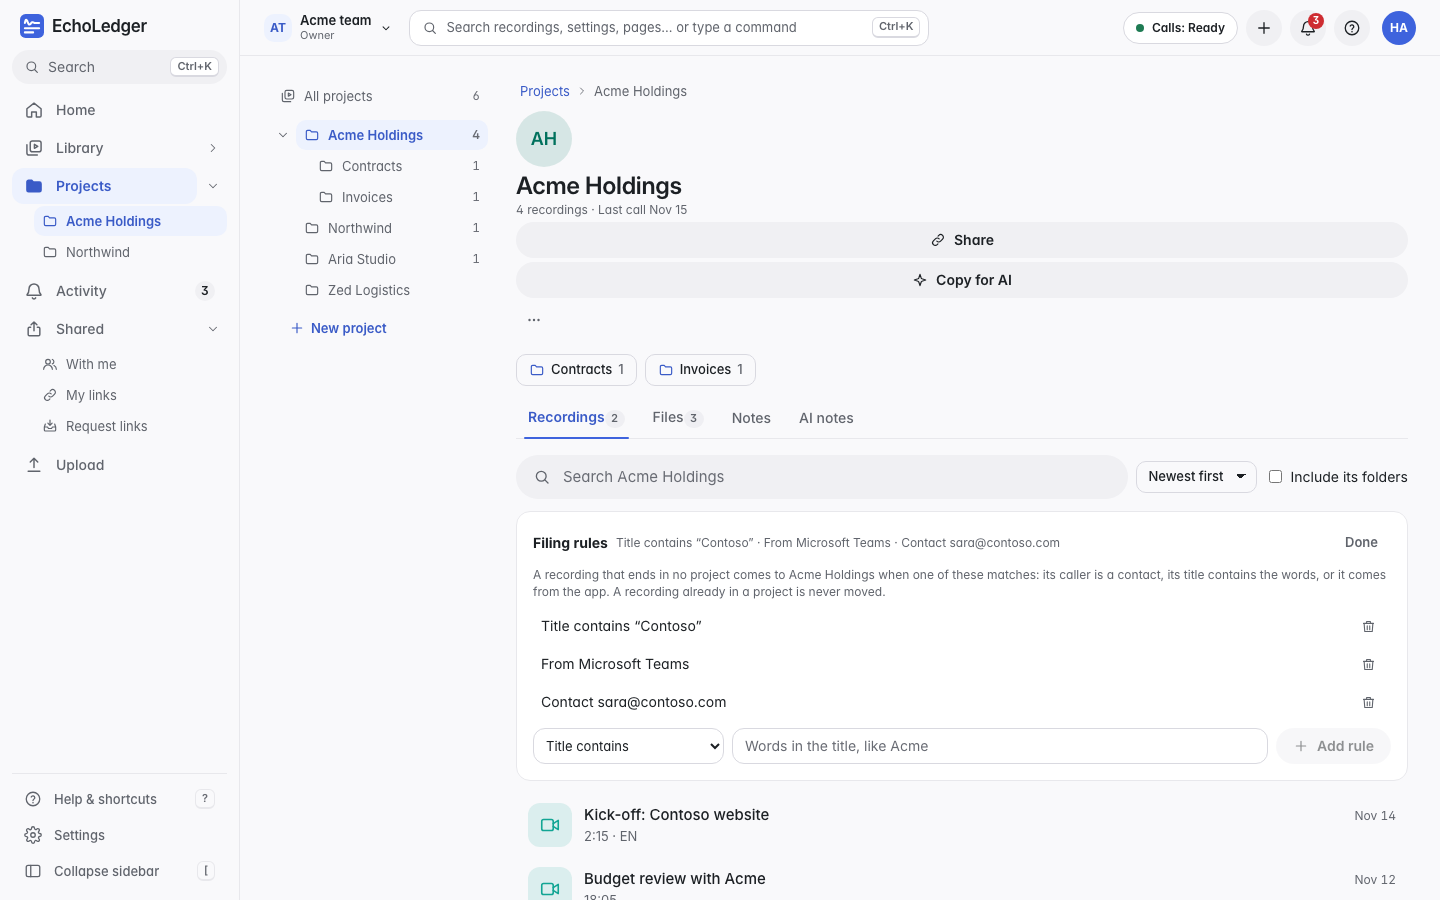 EchoLedger
Search Ctrl+K
Home
Library
Projects
Acme Holdings
Northwind
Activity 3
Shared
With me
My links
Request links
Upload
Help & shortcuts ?
Settings
Collapse sidebar [
AT Acme team
Owner
Search recordings, settings, pages... or type a command Ctrl+K
Calls: Ready
3
HA
All projects 6
Acme Holdings 4
Contracts 1
Invoices 1
Northwind 1
Aria Studio 1
Zed Logistics
New project
Projects > Acme Holdings
AH
Acme Holdings
4 recordings · Last call Nov 15
Share
Copy for AI
...
Contracts 1 Invoices 1
Recordings 2 Files 3 Notes AI notes
Search Acme Holdings Newest first Include its folders
Filing rules Title contains “Contoso” · From Microsoft Teams · Contact sara@contoso.com Done
A recording that ends in no project comes to Acme Holdings when one of these matches: its caller is a contact, its title contains the words, or it comes
from the app. A recording already in a project is never moved.
Title contains “Contoso”
From Microsoft Teams
Contact sara@contoso.com
Title contains Words in the title, like Acme Add rule
Kick-off: Contoso website Nov 14
2:15 · EN
Budget review with Acme Nov 12
18:05